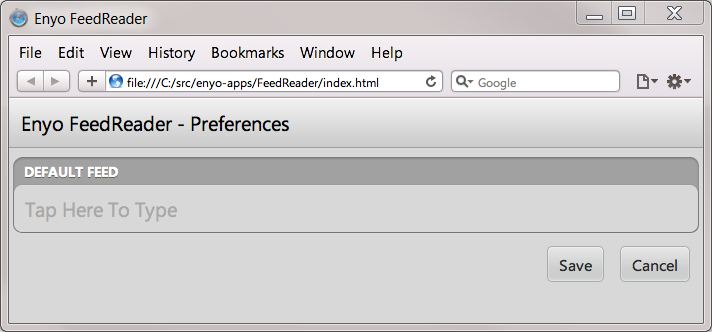 Enyo FeedReader
File Edit View History Bookmarks Window Help
file:///C:/src/enyo-apps/FeedReader/index.html Google
Enyo FeedReader - Preferences
DEFAULT FEED
Tap Here To Type
Save Cancel